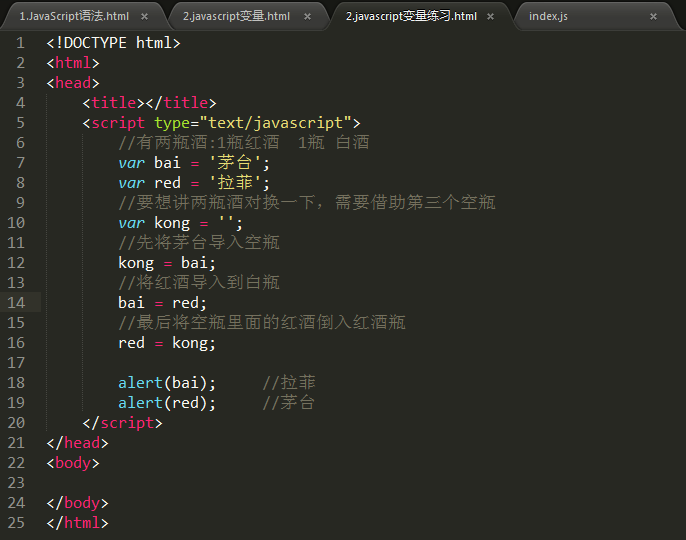 1.JavaScript语法.html × 2.javascript变量.html × 2.javascript变量练习.html × index.js ×
1 <!DOCTYPE html>
2 <html>
3 <head>
4 <title></title>
5 <script type="text/javascript">
6 //有两瓶酒:1瓶红酒  1瓶 白酒
7 var bai = '茅台';
8 var red = '拉菲';
9 //要想讲两瓶酒对换一下，需要借助第三个空瓶
10 var kong = '';
11 //先将茅台导入空瓶
12 kong = bai;
13 //将红酒导入到白瓶
14 bai = red;
15 //最后将空瓶里面的红酒倒入红酒瓶
16 red = kong;
17
18 alert(bai);     //拉菲
19 alert(red);     //茅台
20 </script>
21 </head>
22 <body>
23
24 </body>
25 </html>